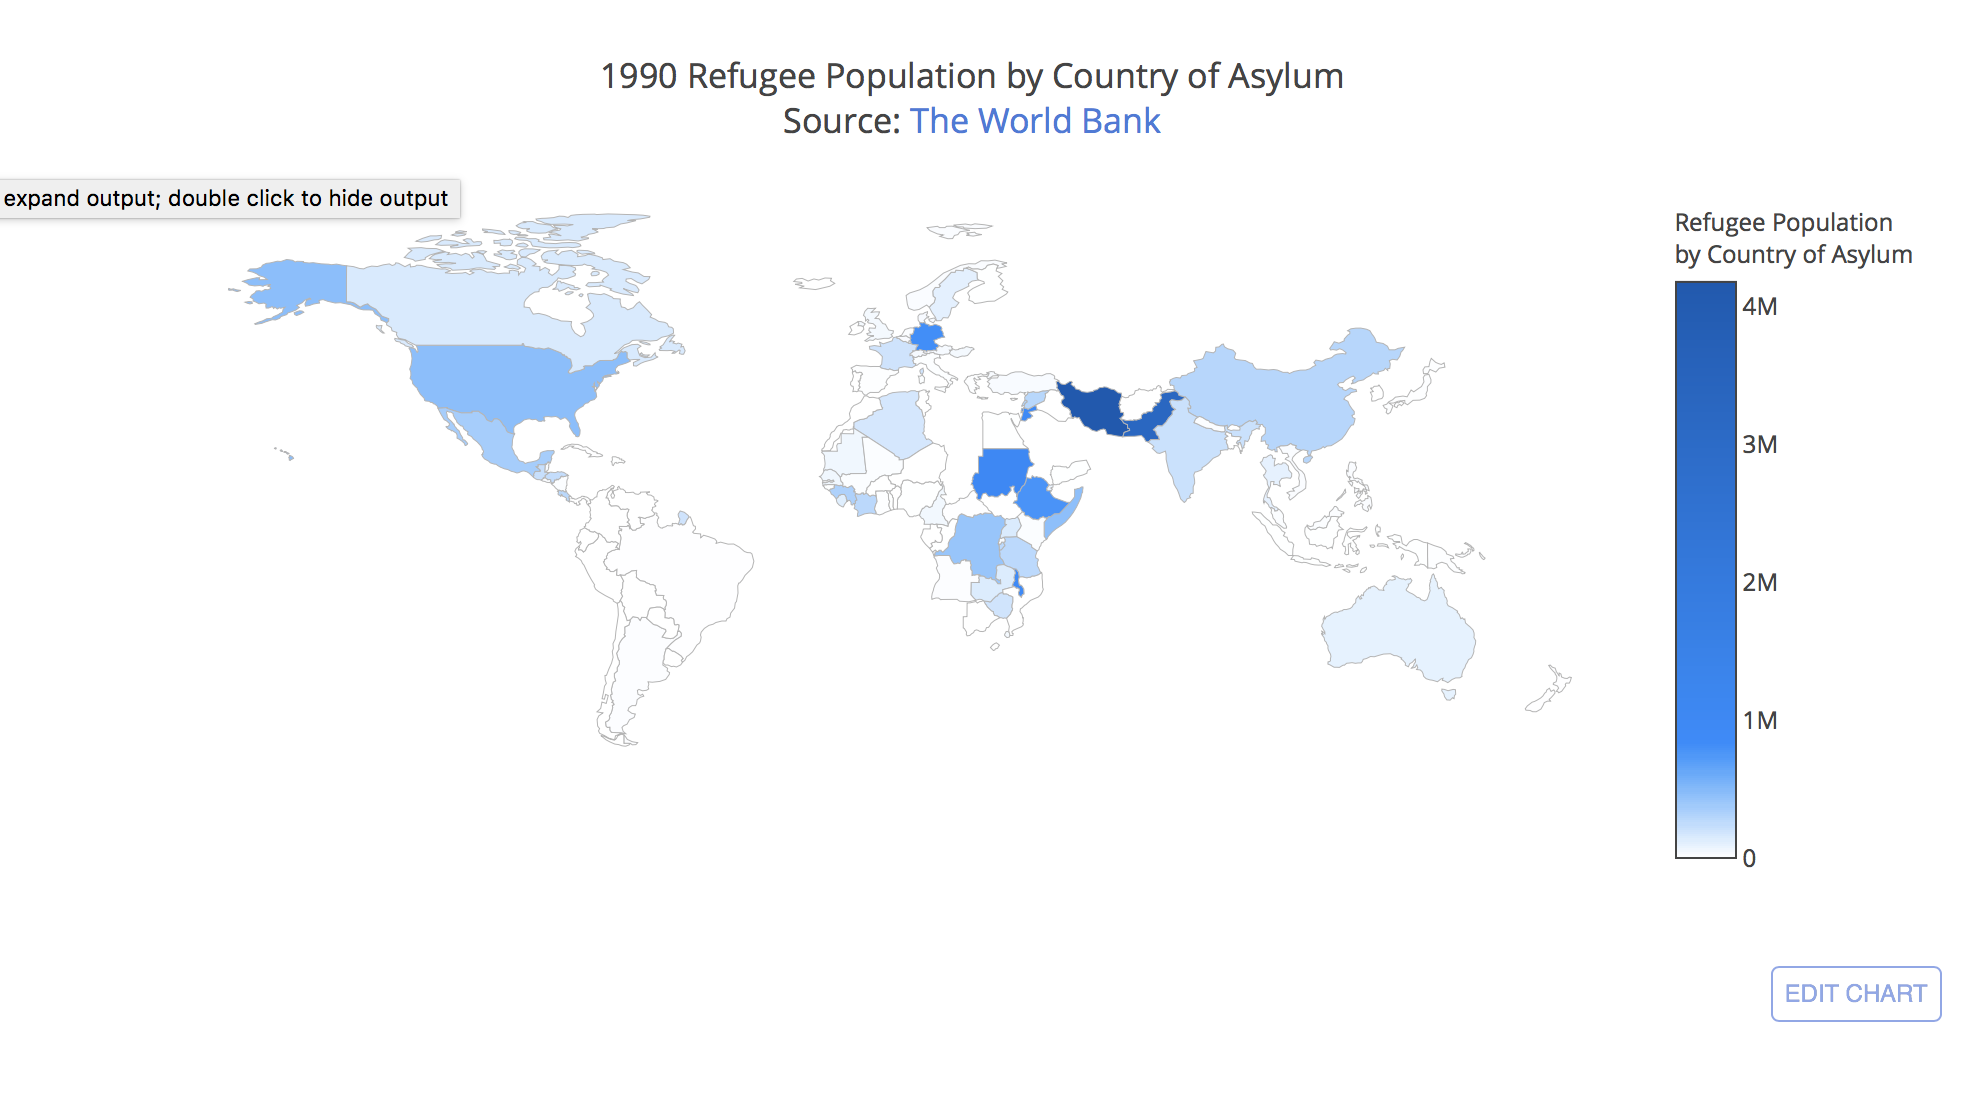 1990 Refugee Population by Country of Asylum
Source: The World Bank
expand output; double click to hide output
Refugee Population
by Country of Asylum
4M
3M
2M
1M
0
EDIT CHART